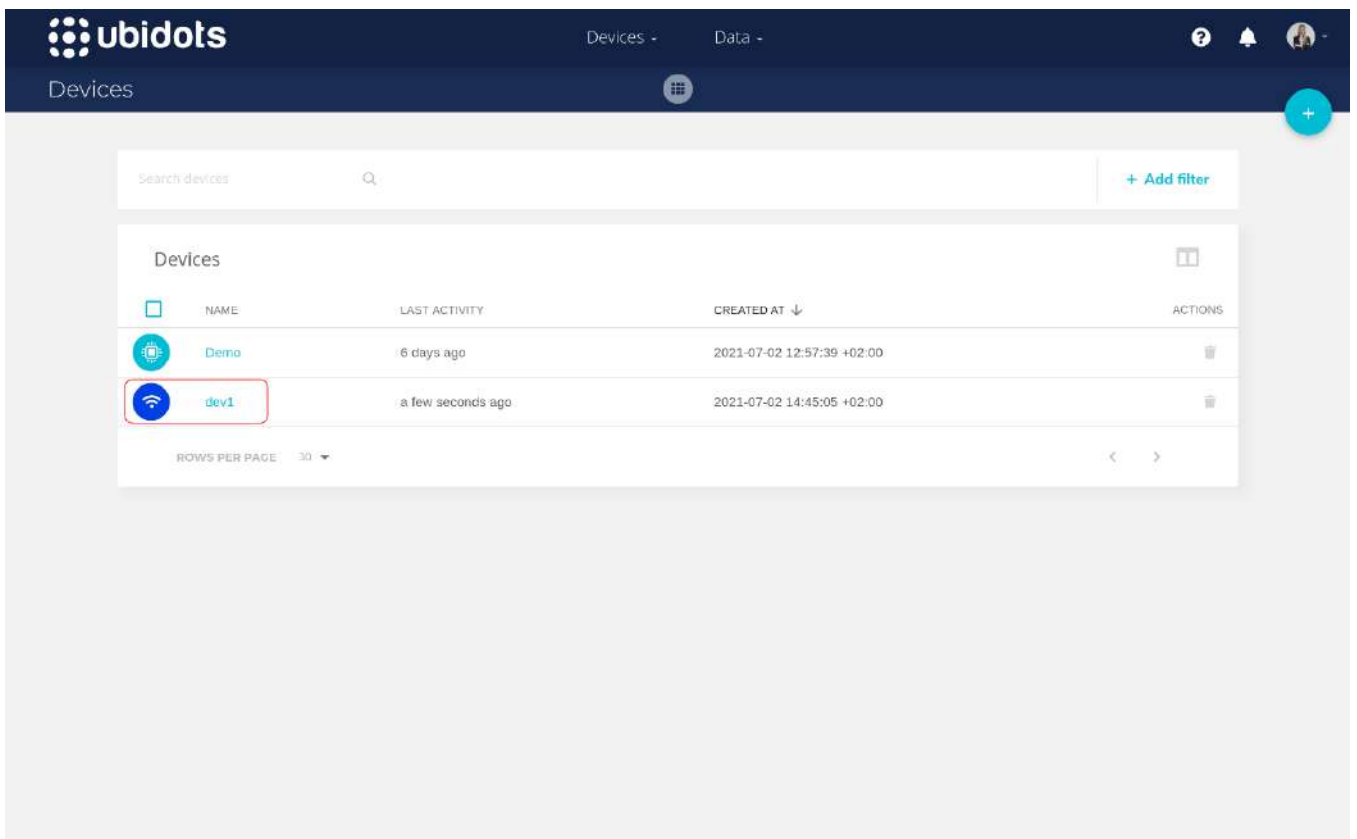 ubidots
Devices Data
Devices
Search devices
+ Add filter
Devices
NAME LAST ACTIVITY CREATED AT ACTIONS
Demo 6 days ago 2021-07-02 12:57:39 +02:00
dev1 a few seconds ago 2021-07-02 14:45:05 +02:00
ROWS PER PAGE 30